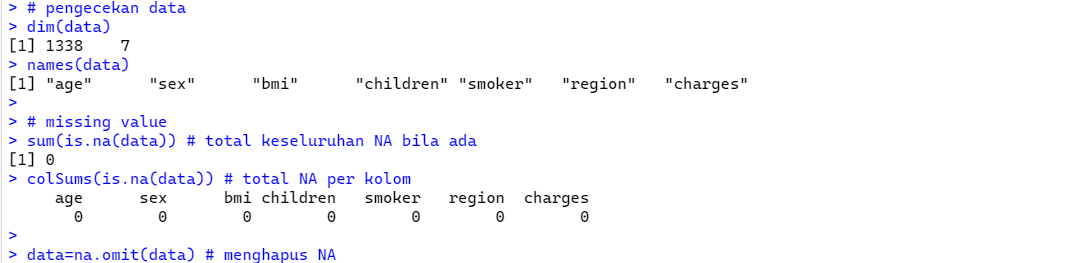 > # pengecekan data
> dim(data)
[1] 1338    7
> names(data)
[1] "age"      "sex"      "bmi"      "children" "smoker"   "region"   "charges"
>
> # missing value
> sum(is.na(data)) # total keseluruhan NA bila ada
[1] 0
> colSums(is.na(data)) # total NA per kolom
     age      sex      bmi children   smoker   region  charges
       0        0        0        0        0        0        0
>
> data=na.omit(data) # menghapus NA